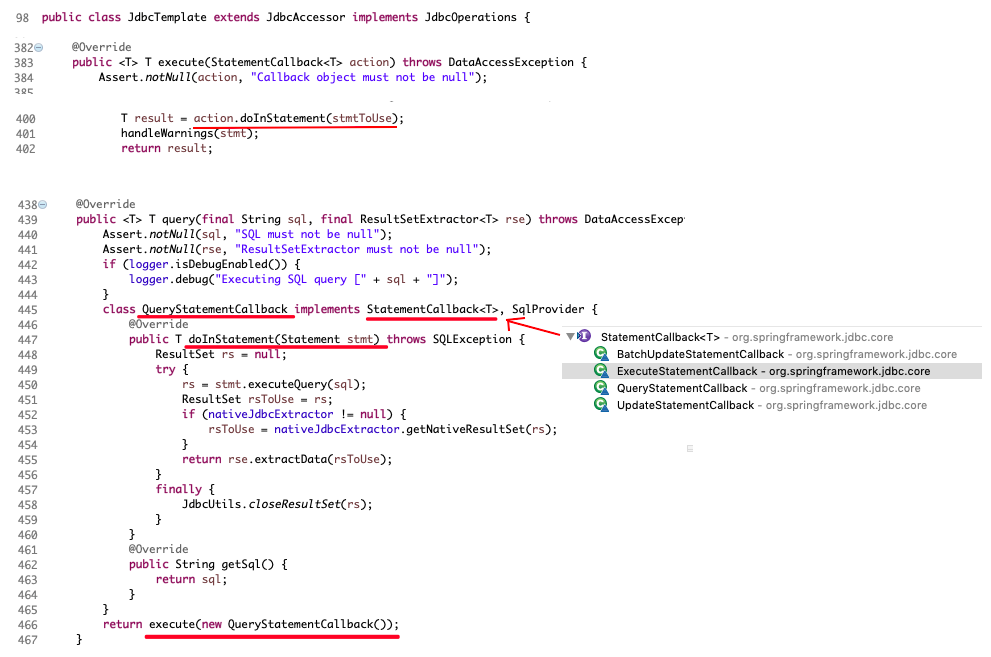 98 public class JdbcTemplate extends JdbcAccessor implements JdbcOperations {
382 @Override
383 public <T> T execute(StatementCallback<T> action) throws DataAccessException {
384 Assert.notNull(action, "Callback object must not be null");
385
400 T result = action.doInStatement(stmtToUse);
401 handleWarnings(stmt);
402 return result;
438 @Override
439 public <T> T query(final String sql, final ResultSetExtractor<T> rse) throws DataAccessExcep
440 Assert.notNull(sql, "SQL must not be null");
441 Assert.notNull(rse, "ResultSetExtractor must not be null");
442 if (logger.isDebugEnabled()) {
443 logger.debug("Executing SQL query [" + sql + "]");
444 }
445 class QueryStatementCallback implements StatementCallback<T>, SqlProvider {
446 @Override
447 public T doInStatement(Statement stmt) throws SQLException {
448 ResultSet rs = null;
449 try {
450 rs = stmt.executeQuery(sql);
451 ResultSet rsToUse = rs;
452 if (nativeJdbcExtractor != null) {
453 rsToUse = nativeJdbcExtractor.getNativeResultSet(rs);
454 }
455 return rse.extractData(rsToUse);
456 }
457 finally {
458 JdbcUtils.closeResultSet(rs);
459 }
460 }
461 @Override
462 public String getSql() {
463 return sql;
464 }
465 }
466 return execute(new QueryStatementCallback());
467 }
StatementCallback<T> - org.springframework.jdbc.core
BatchUpdateStatementCallback - org.springframework.jdbc.core
ExecuteStatementCallback - org.springframework.jdbc.core
QueryStatementCallback - org.springframework.jdbc.core
UpdateStatementCallback - org.springframework.jdbc.core